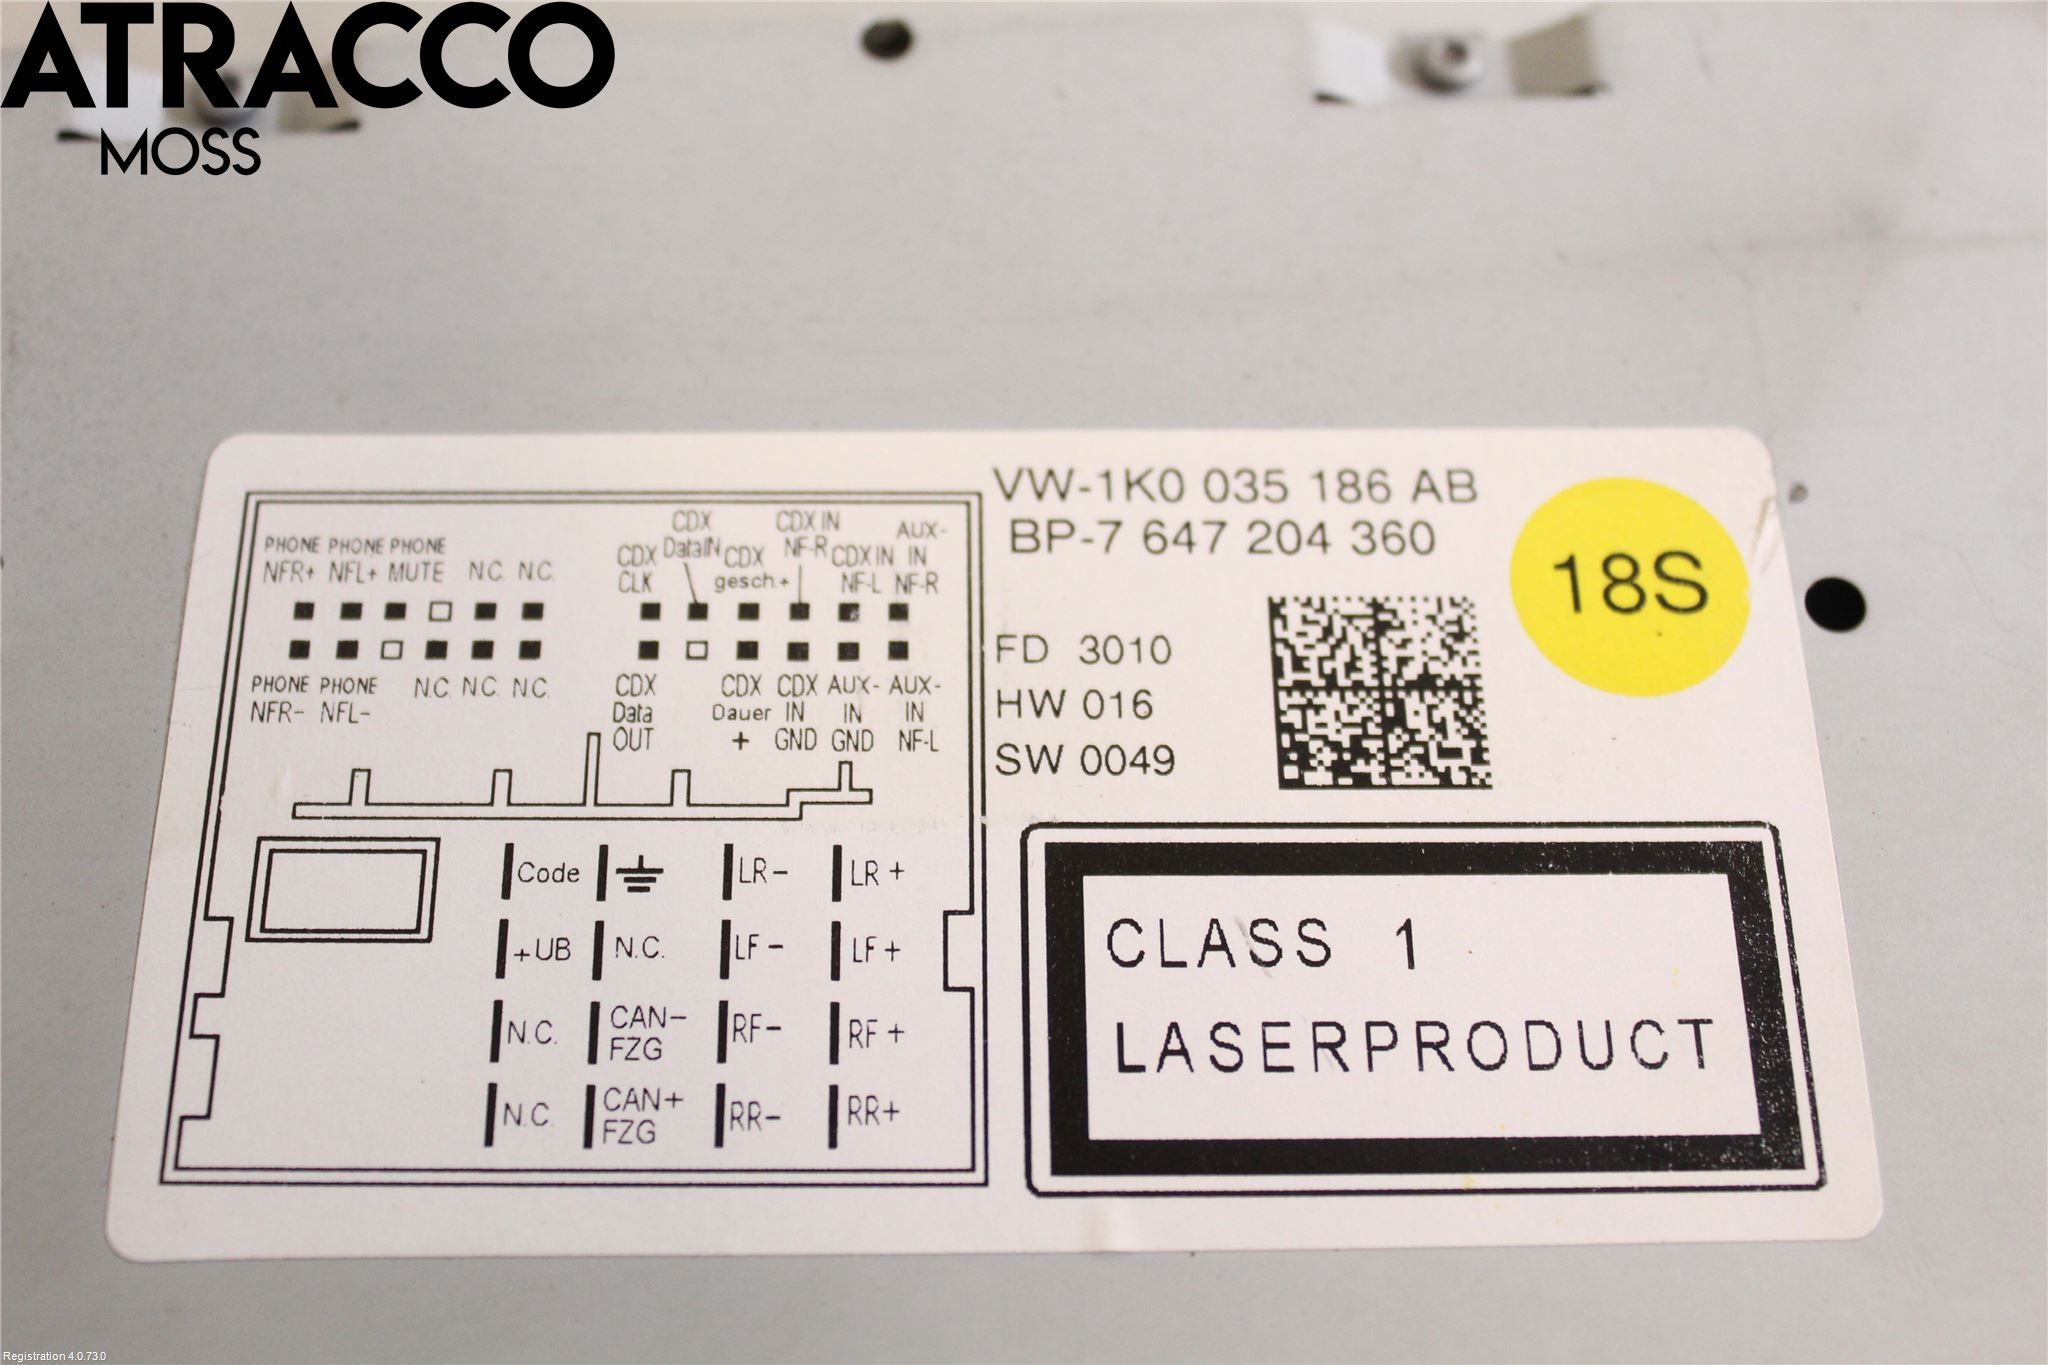 ATRACCO
MOSS
VW-1K0 035 186 AB
BP-7 647 204 360
18S
FD 3010
HW 016
SW 0049
PHONE PHONE PHONE
NFR+ NFL+ MUTE N.C. N.C.
PHONE PHONE N.C. N.C. N.C.
NFR- NFL-
CDX CDX IN AUX-
CDX DataIN CDX NF-R CDX IN IN
CLK gesch.+ NF-L NF-R
CDX CDX CDX AUX- AUX-
Data Dauer IN IN IN
OUT + GND GND NF-L
Code LR- LR+
+UB N.C. LF- LF+
N.C. CAN- FZG RF- RF+
N.C. CAN+ FZG RR- RR+
CLASS 1
LASERPRODUCT
Registration 4.0.73.0